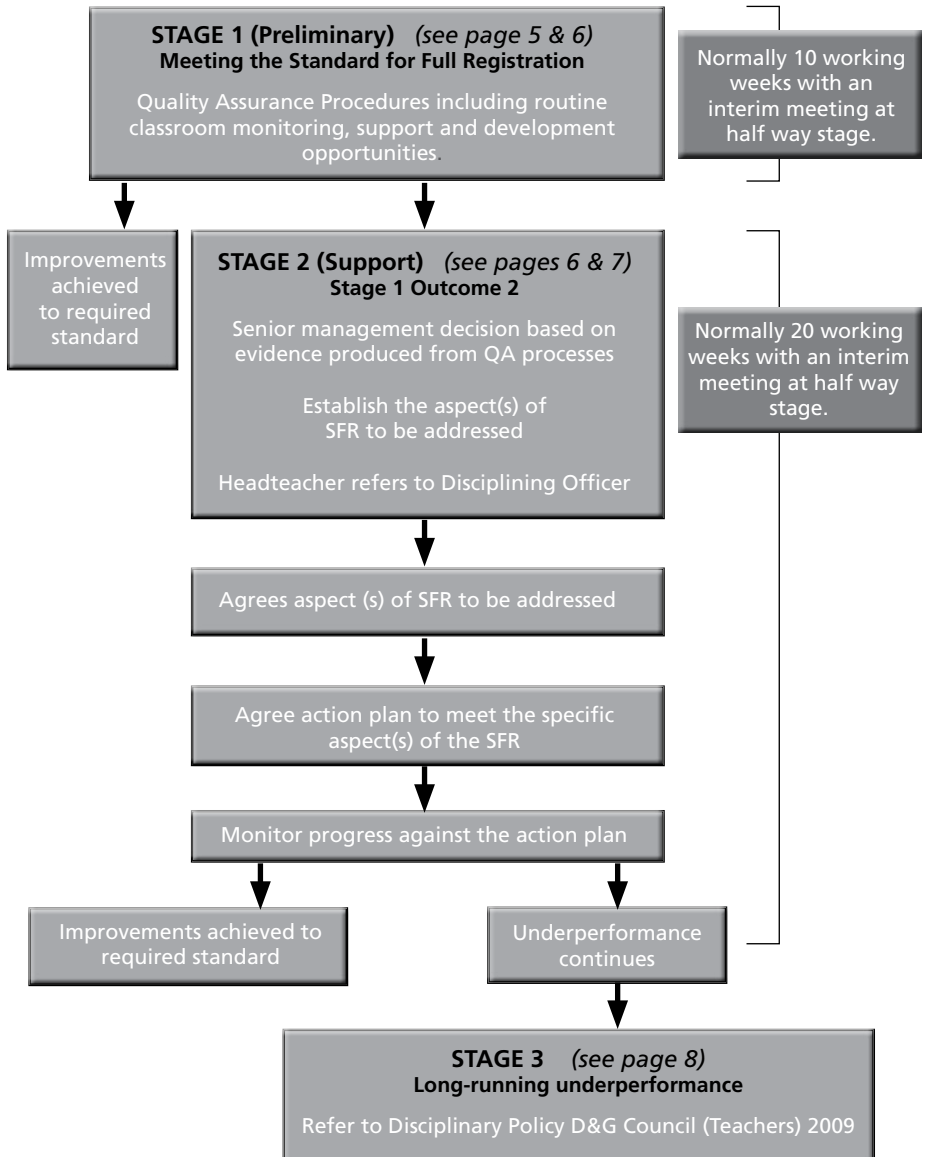 STAGE 1 (Preliminary) (see page 5 & 6)
Meeting the Standard for Full Registration
Quality Assurance Procedures including routine
classroom monitoring, support and development
opportunities.
Normally 10 working
weeks with an
interim meeting at
half way stage.
Improvements
achieved
to required
standard
STAGE 2 (Support) (see pages 6 & 7)
Stage 1 Outcome 2
Senior management decision based on
evidence produced from QA processes
Establish the aspect(s) of
SFR to be addressed
Headteacher refers to Disciplining Officer
Normally 20 working
weeks with an interim
meeting at half way
stage.
Agrees aspect (s) of SFR to be addressed
Agree action plan to meet the specific
aspect(s) of the SFR
Monitor progress against the action plan
Improvements achieved to
required standard
Underperformance
continues
STAGE 3 (see page 8)
Long-running underperformance
Refer to Disciplinary Policy D&G Council (Teachers) 2009